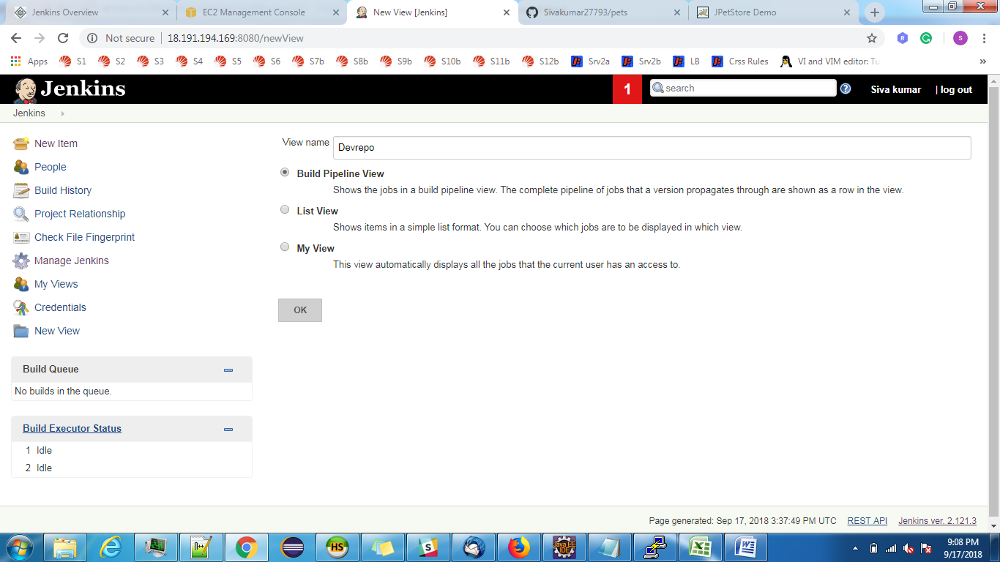 Jenkins Overview
EC2 Management Console
New View [Jenkins]
Sivakumar27793/pets
JPetStore Demo
Not secure | 18.191.194.169:8080/newView
R
S
Apps S1 S2 S3 S4 S5 S6 S7b S8b S9b S10b S11b S12b Srv2a Srv2b LB Crss Rules VI and VIM editor: Tu
Jenkins
1
search
Siva kumar
| log out
Jenkins
New Item
People
Build History
Project Relationship
Check File Fingerprint
Manage Jenkins
My Views
Credentials
New View
Build Queue
No builds in the queue.
Build Executor Status
1 Idle
2 Idle
View name
Devrepo
Build Pipeline View
Shows the jobs in a build pipeline view. The complete pipeline of jobs that a version propagates through are shown as a row in the view.
List View
Shows items in a simple list format. You can choose which jobs are to be displayed in which view.
My View
This view automatically displays all the jobs that the current user has an access to.
OK
Page generated: Sep 17, 2018 3:37:49 PM UTC
REST API
Jenkins ver. 2.121.3
HS
S
Java EE
IDE
9:08 PM
9/17/2018